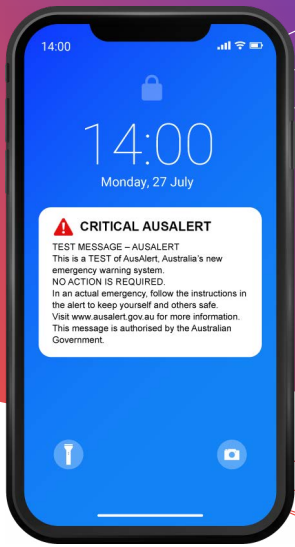 14:00
14:00
Monday, 27 July
CRITICAL AUSALERT
TEST MESSAGE – AUSALERT
This is a TEST of AusAlert, Australia's new
emergency warning system.
NO ACTION IS REQUIRED.
In an actual emergency, follow the instructions in
the alert to keep yourself and others safe.
Visit www.ausalert.gov.au for more information.
This message is authorised by the Australian
Government.